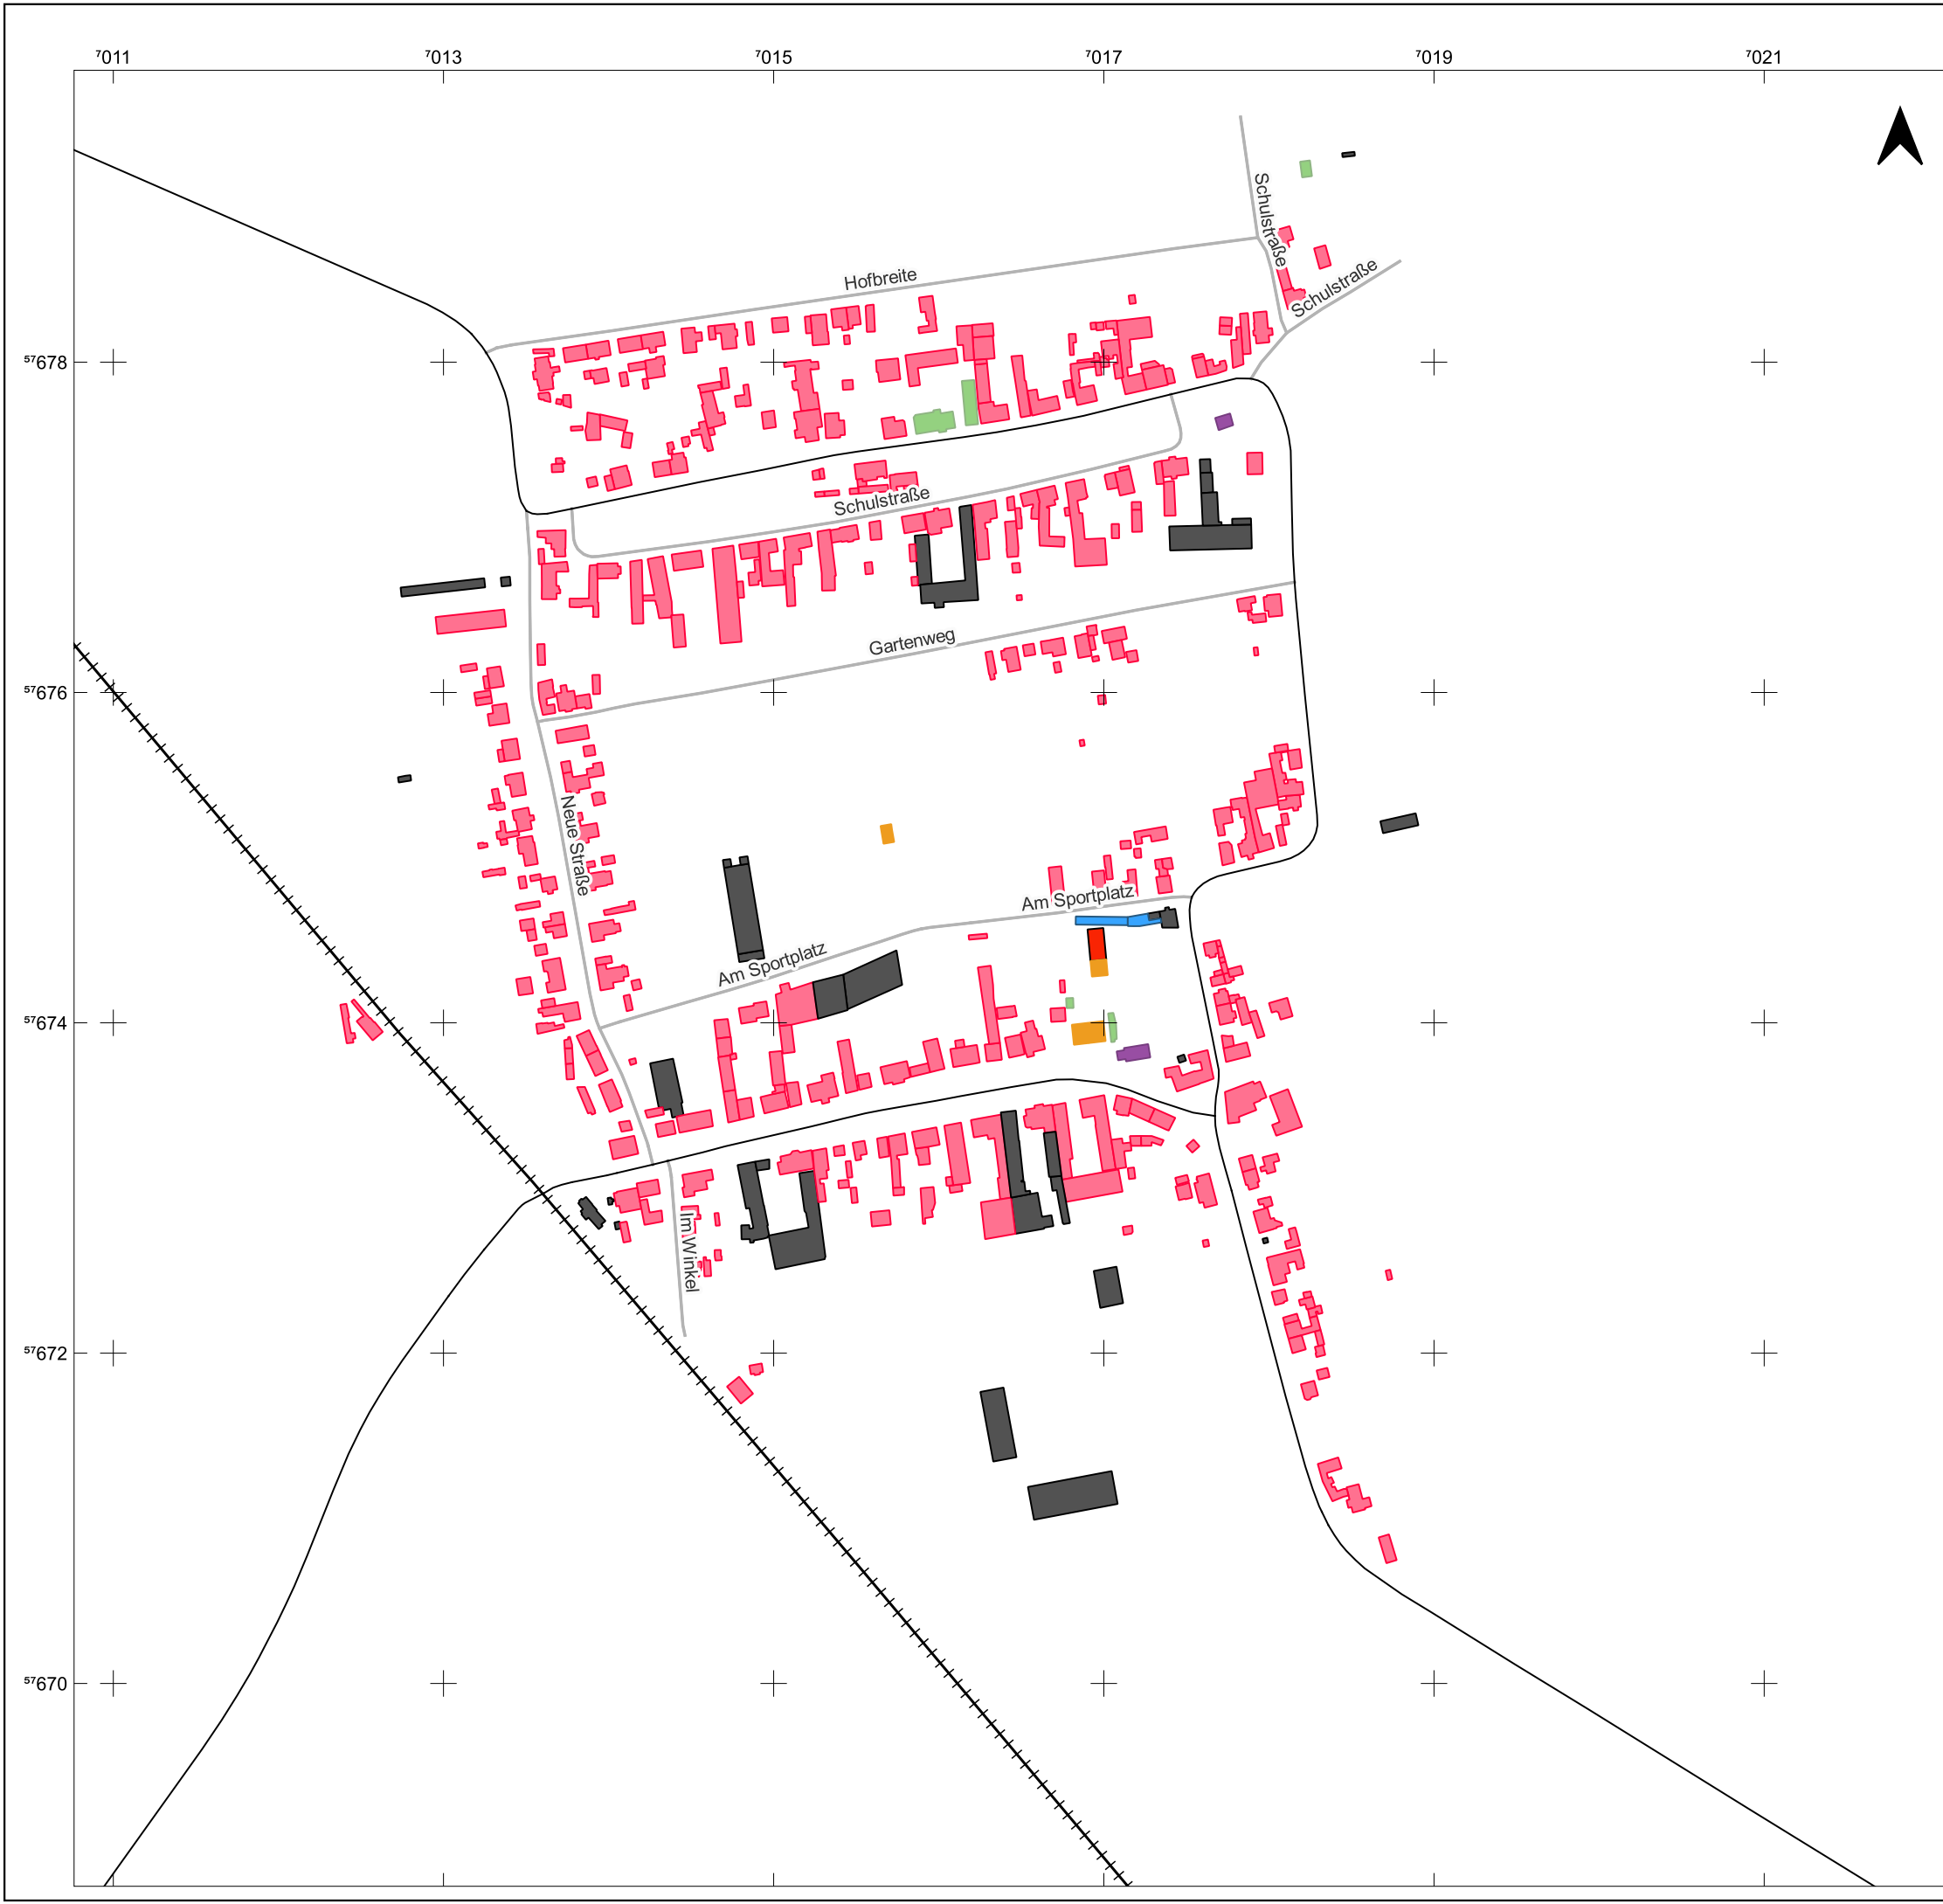 ⁷011 ⁷013 ⁷015 ⁷017 ⁷019 ⁷021
Schulstraße
Schulstraße
Hofbreite
⁵⁷678
Schulstraße
Gartenweg
⁵⁷676
Neue Straße
Am Sportplatz
Am Sportplatz
⁵⁷674
Im Winkel
⁵⁷672
⁵⁷670